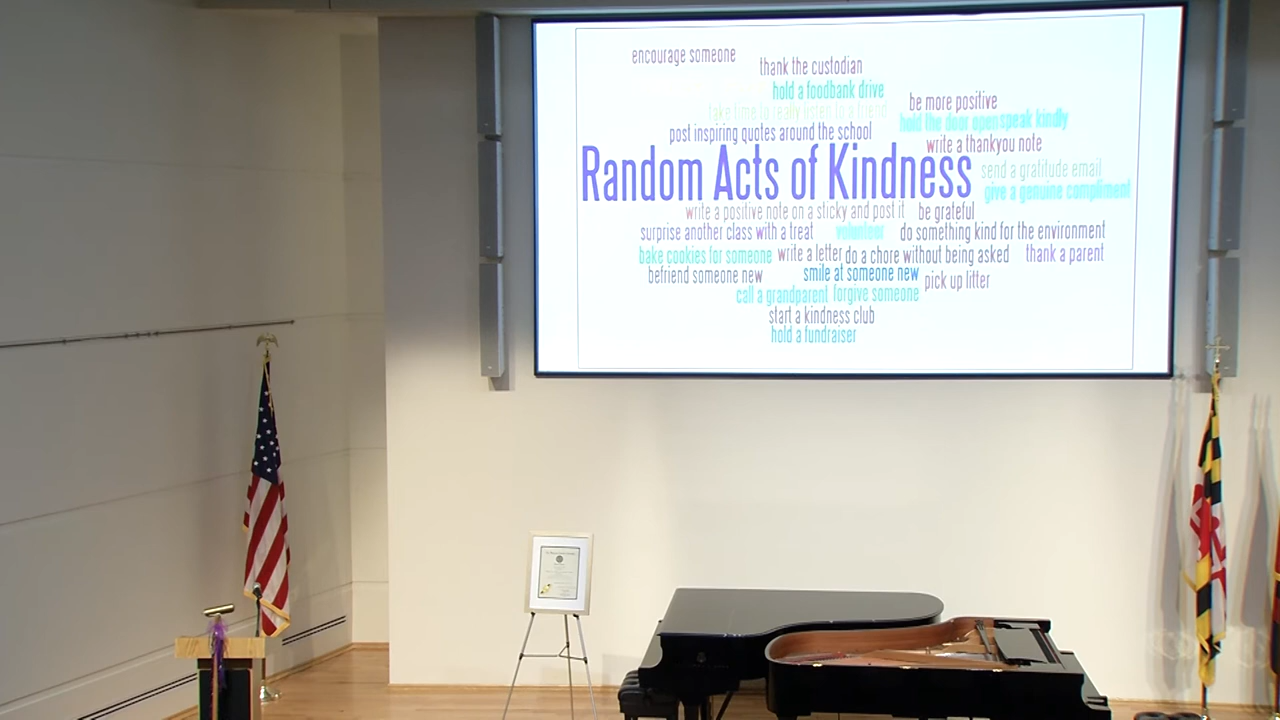 encourage someone
thank the custodian
hold a foodbank drive
be more positive
take time to really listen to a friend
hold the door open speak kindly
post inspiring quotes around the school
write a thankyou note
Random Acts of Kindness
send a gratitude email
give a genuine compliment
write a positive note on a sticky and post it
be grateful
surprise another class with a treat
volunteer
do something kind for the environment
bake cookies for someone
write a letter
do a chore without being asked
thank a parent
befriend someone new
smile at someone new
pick up litter
call a grandparent
forgive someone
start a kindness club
hold a fundraiser